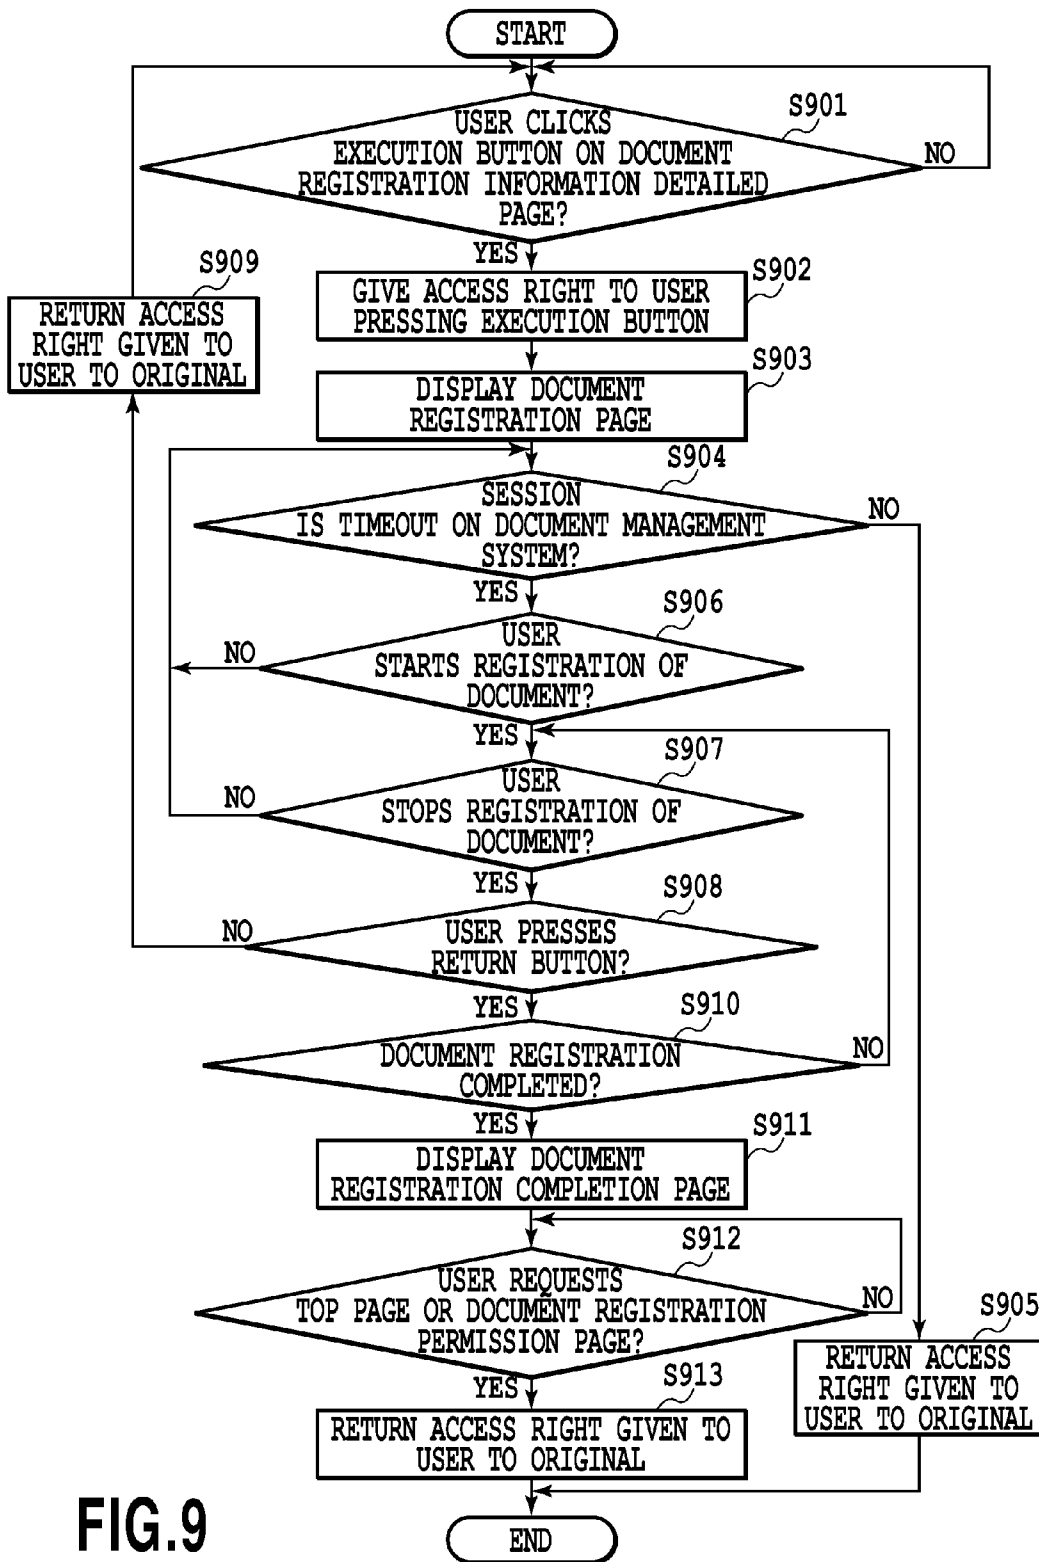 START
S901
USER CLICKS
EXECUTION BUTTON ON DOCUMENT
REGISTRATION INFORMATION DETAILED
PAGE?
NO
YES
S902
GIVE ACCESS RIGHT TO USER
PRESSING EXECUTION BUTTON
S909
RETURN ACCESS
RIGHT GIVEN TO
USER TO ORIGINAL
S903
DISPLAY DOCUMENT
REGISTRATION PAGE
S904
SESSION
IS TIMEOUT ON DOCUMENT MANAGEMENT
SYSTEM?
NO
YES
S906
USER
STARTS REGISTRATION OF
DOCUMENT?
NO
YES
S907
USER
STOPS REGISTRATION OF
DOCUMENT?
NO
YES
S908
USER PRESSES
RETURN BUTTON?
NO
YES
S910
DOCUMENT REGISTRATION
COMPLETED?
NO
YES
S911
DISPLAY DOCUMENT
REGISTRATION COMPLETION PAGE
S912
USER REQUESTS
TOP PAGE OR DOCUMENT REGISTRATION
PERMISSION PAGE?
NO
YES
S905
RETURN ACCESS
RIGHT GIVEN TO
USER TO ORIGINAL
S913
RETURN ACCESS RIGHT GIVEN TO
USER TO ORIGINAL
END
FIG.9